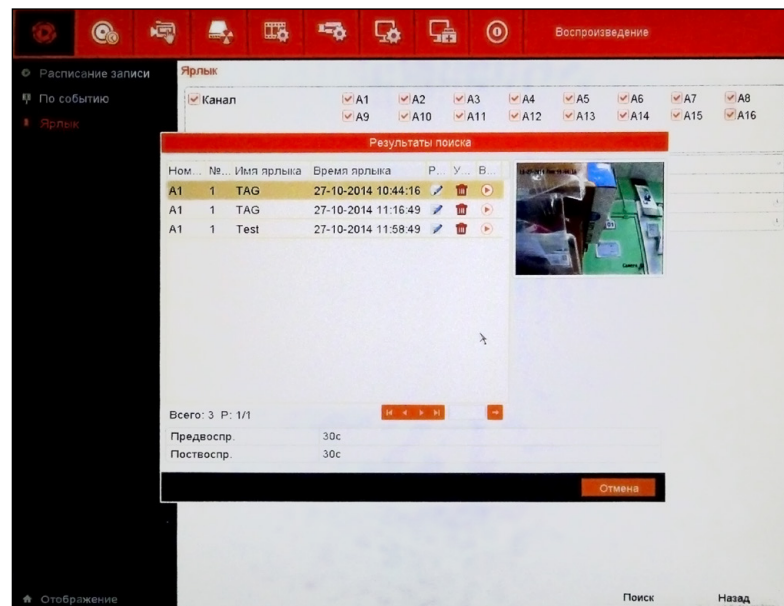 Воспроизведение
Расписание записи
По событию
Ярлык
Ярлык
Канал
A1 A2 A3 A4 A5 A6 A7 A8
A9 A10 A11 A12 A13 A14 A15 A16
Результаты поиска
Ном... №... Имя ярлыка Время ярлыка Р... У... В...
A1 1 TAG 27-10-2014 10:44:16
A1 1 TAG 27-10-2014 11:16:49
A1 1 Test 27-10-2014 11:58:49
Всего: 3 P: 1/1
Предвоспр. 30с
Поствоспр. 30с
Отмена
Отображение
Поиск Назад